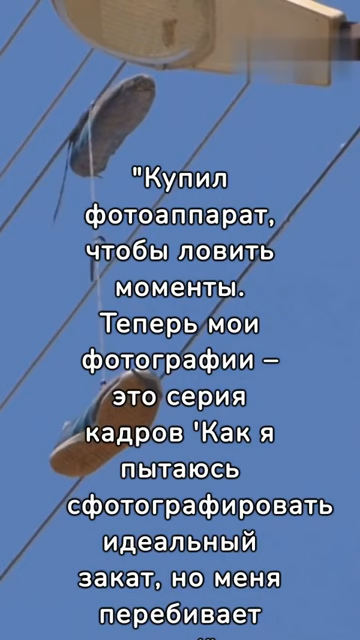 "Купил
фотоаппарат,
чтобы ловить
моменты.
Теперь мои
фотографии –
это серия
кадров 'Как я
пытаюсь
сфотографировать
идеальный
закат, но меня
перебивает